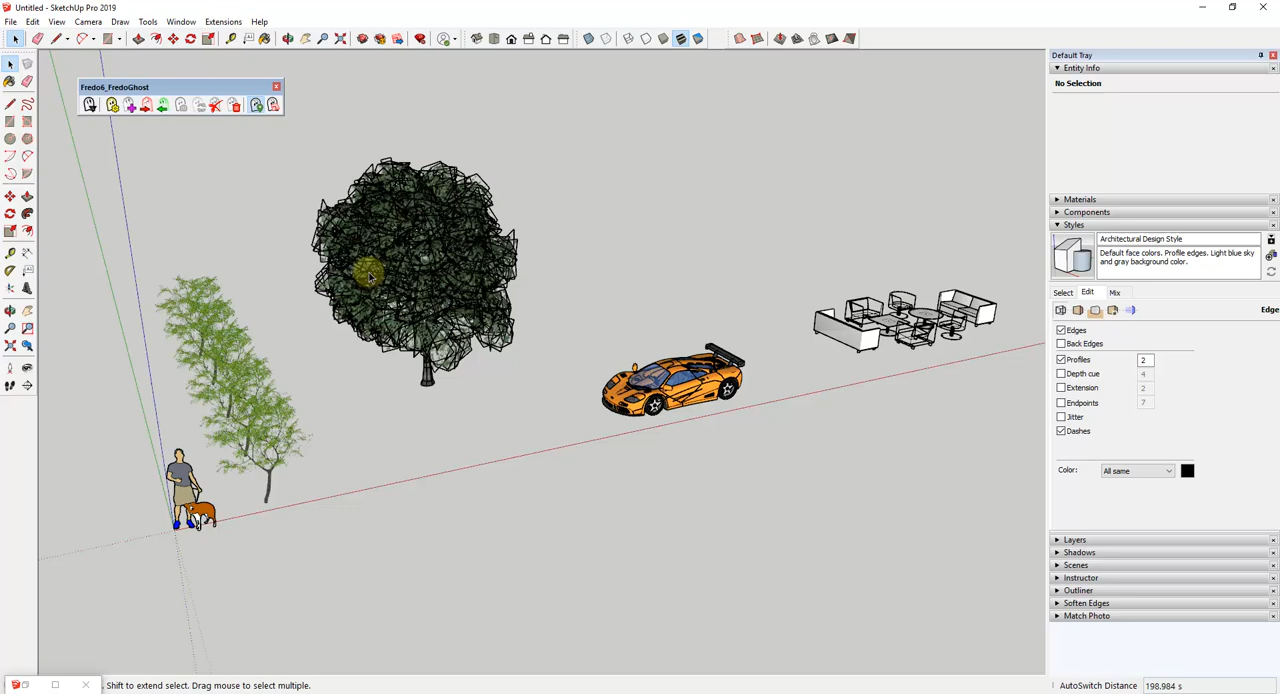 Untitled - SketchUp Pro 2019
File Edit View Camera Draw Tools Window Extensions Help
Fredo6_FredoGhost
Default Tray
Entity Info
No Selection
Materials
Components
Styles
Architectural Design Style
Default face colors. Profile edges. Light blue sky
and gray background color.
Select Edit Mix
Edge
Edges
Back Edges
Profiles 2
Depth cue 4
Extension 2
Endpoints 7
Jitter
Dashes
Color: All same
Layers
Shadows
Scenes
Instructor
Outliner
Soften Edges
Match Photo
Shift to extend select. Drag mouse to select multiple.
AutoSwitch Distance 198.984 s